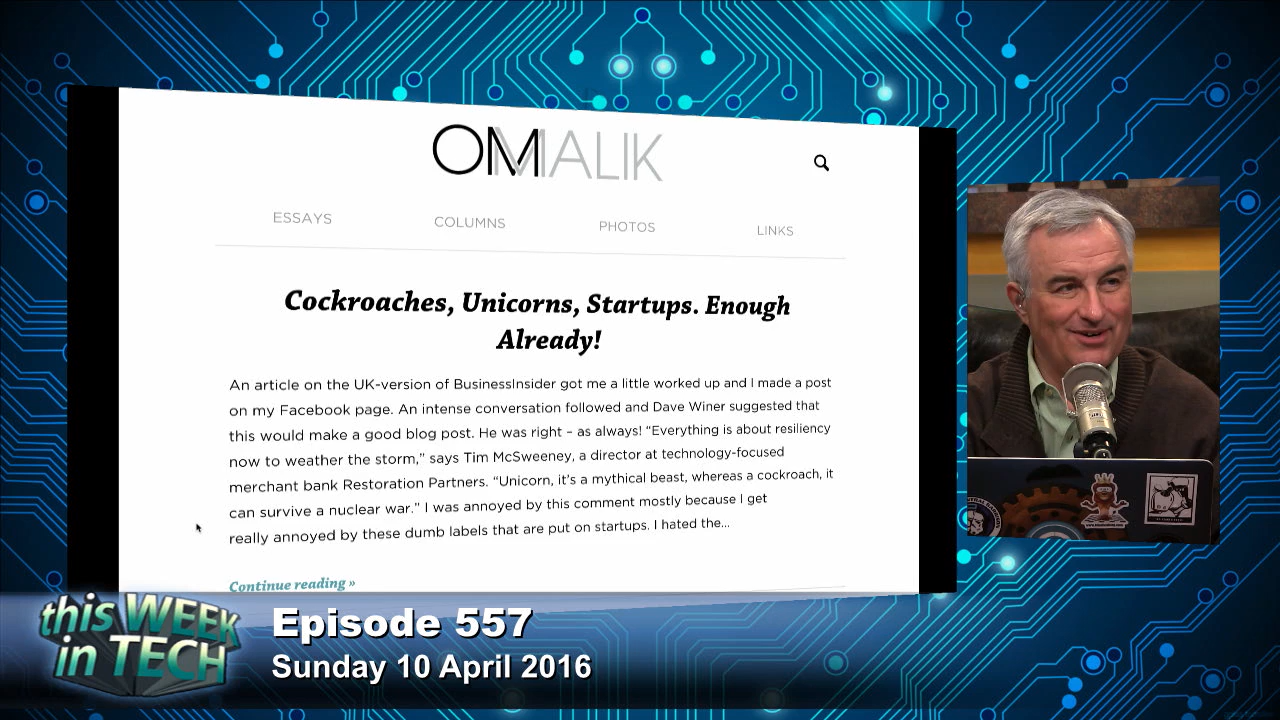 OMALIK
ESSAYS
COLUMNS
PHOTOS
LINKS
Cockroaches, Unicorns, Startups. Enough
Already!
An article on the UK-version of BusinessInsider got me a little worked up and I made a post
on my Facebook page. An intense conversation followed and Dave Winer suggested that
this would make a good blog post. He was right – as always! “Everything is about resiliency
now to weather the storm,” says Tim McSweeney, a director at technology-focused
merchant bank Restoration Partners. “Unicorn, it’s a mythical beast, whereas a cockroach, it
can survive a nuclear war.” I was annoyed by this comment mostly because I get
really annoyed by these dumb labels that are put on startups. I hated the...
Continue reading »
this WEEK
in TECH
Episode 557
Sunday 10 April 2016